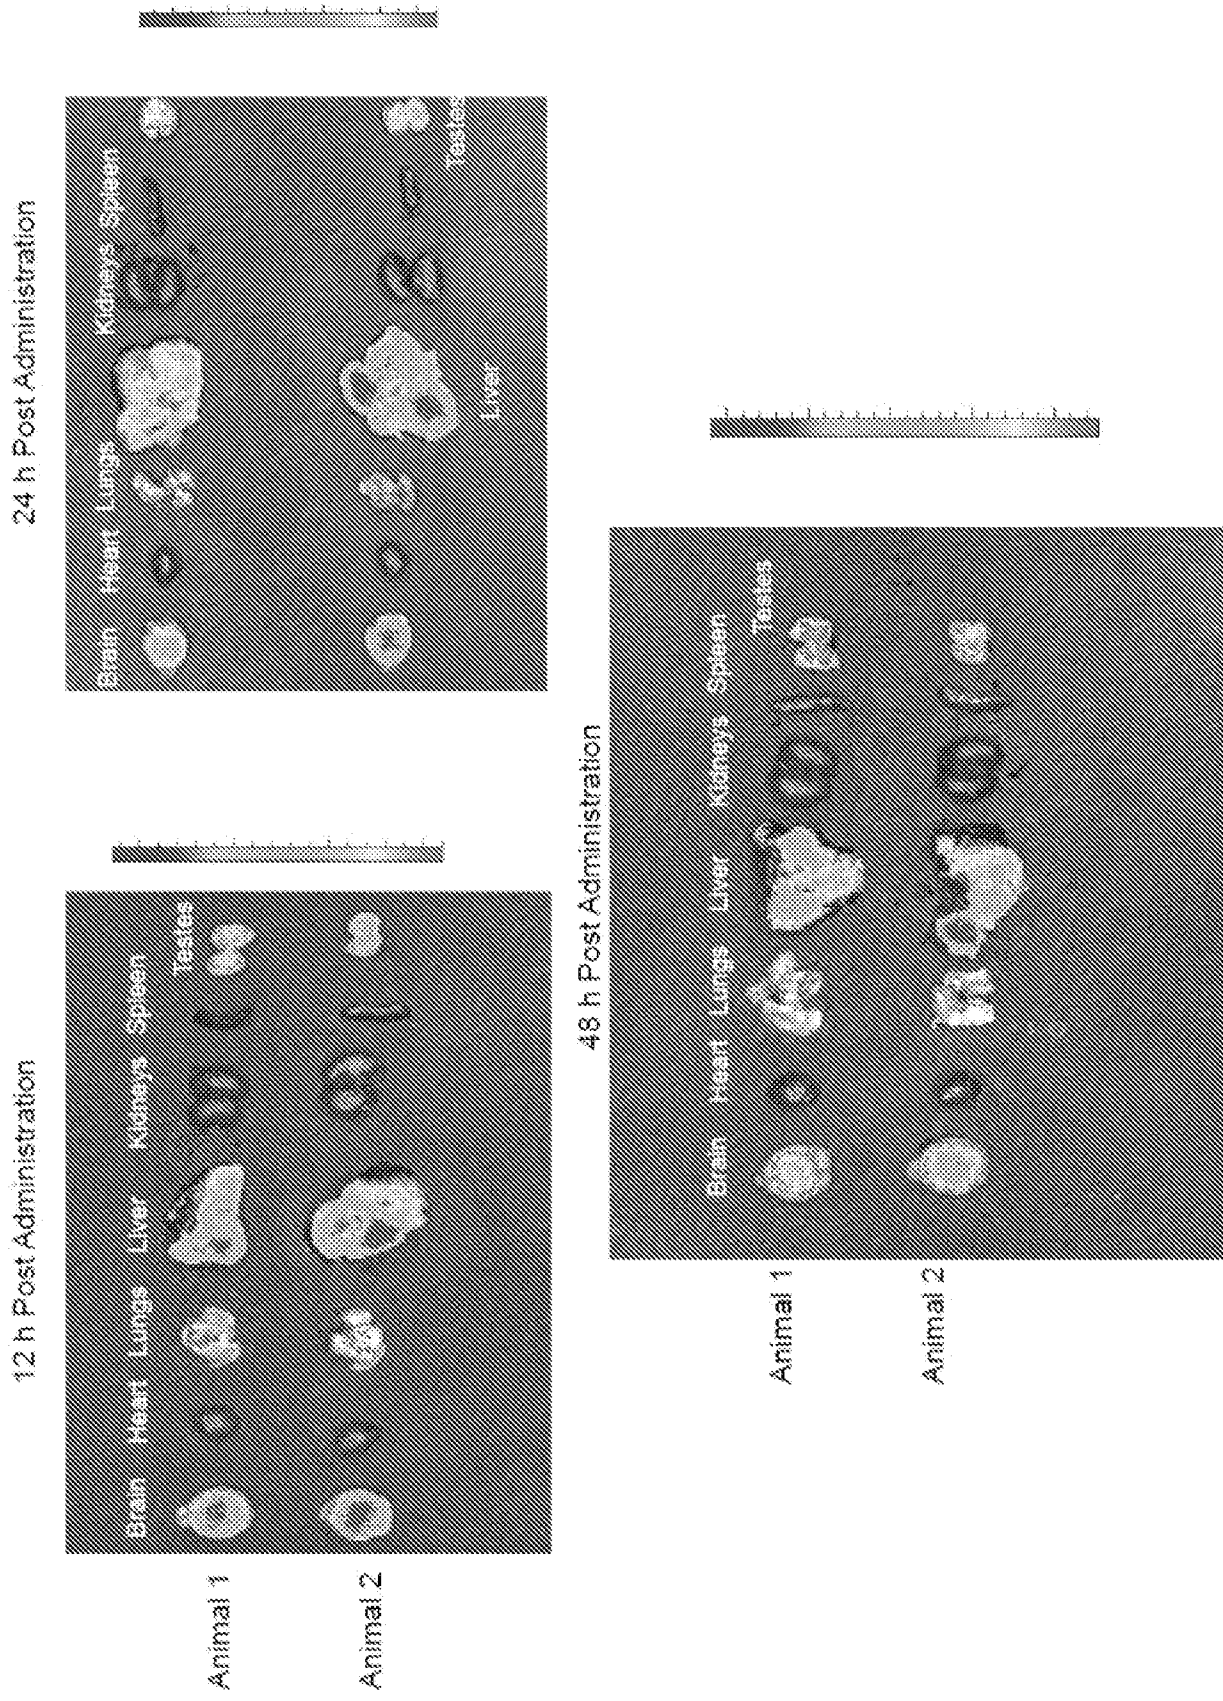 12 h Post Administration
Brain Heart Lungs Liver Kidneys Spleen
Testes
Animal 1
Animal 2
24 h Post Administration
Brain Heart Lungs Kidneys Spleen
Liver
Testes
48 h Post Administration
Brain Heart Lungs Liver Kidneys Spleen
Testes
Animal 1
Animal 2